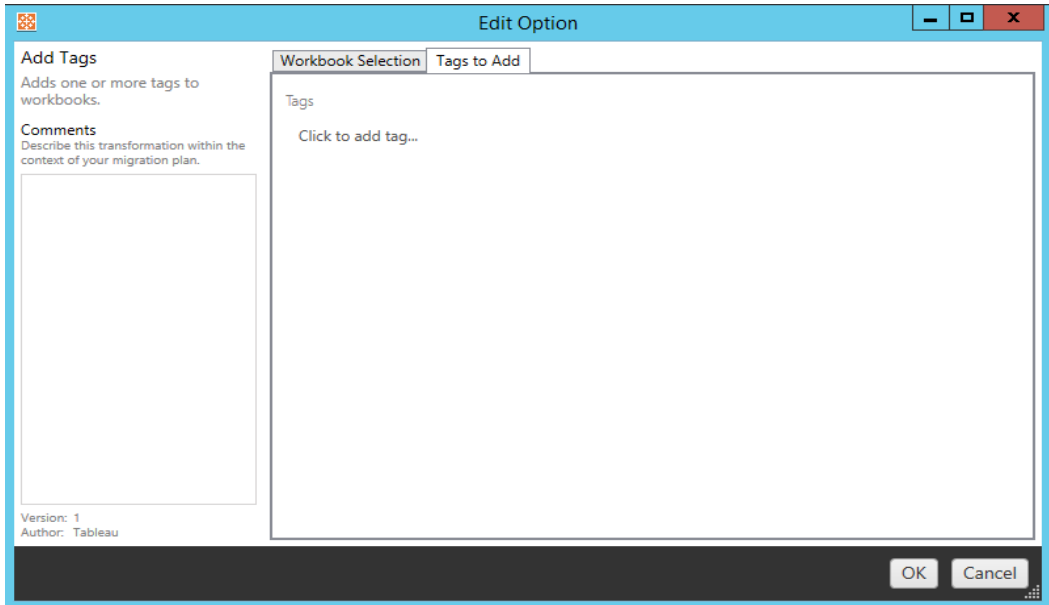 Edit Option
Add Tags
Adds one or more tags to
workbooks.
Comments
Describe this transformation within the
context of your migration plan.
Version: 1
Author: Tableau
Workbook Selection
Tags to Add
Tags
Click to add tag...
OK
Cancel